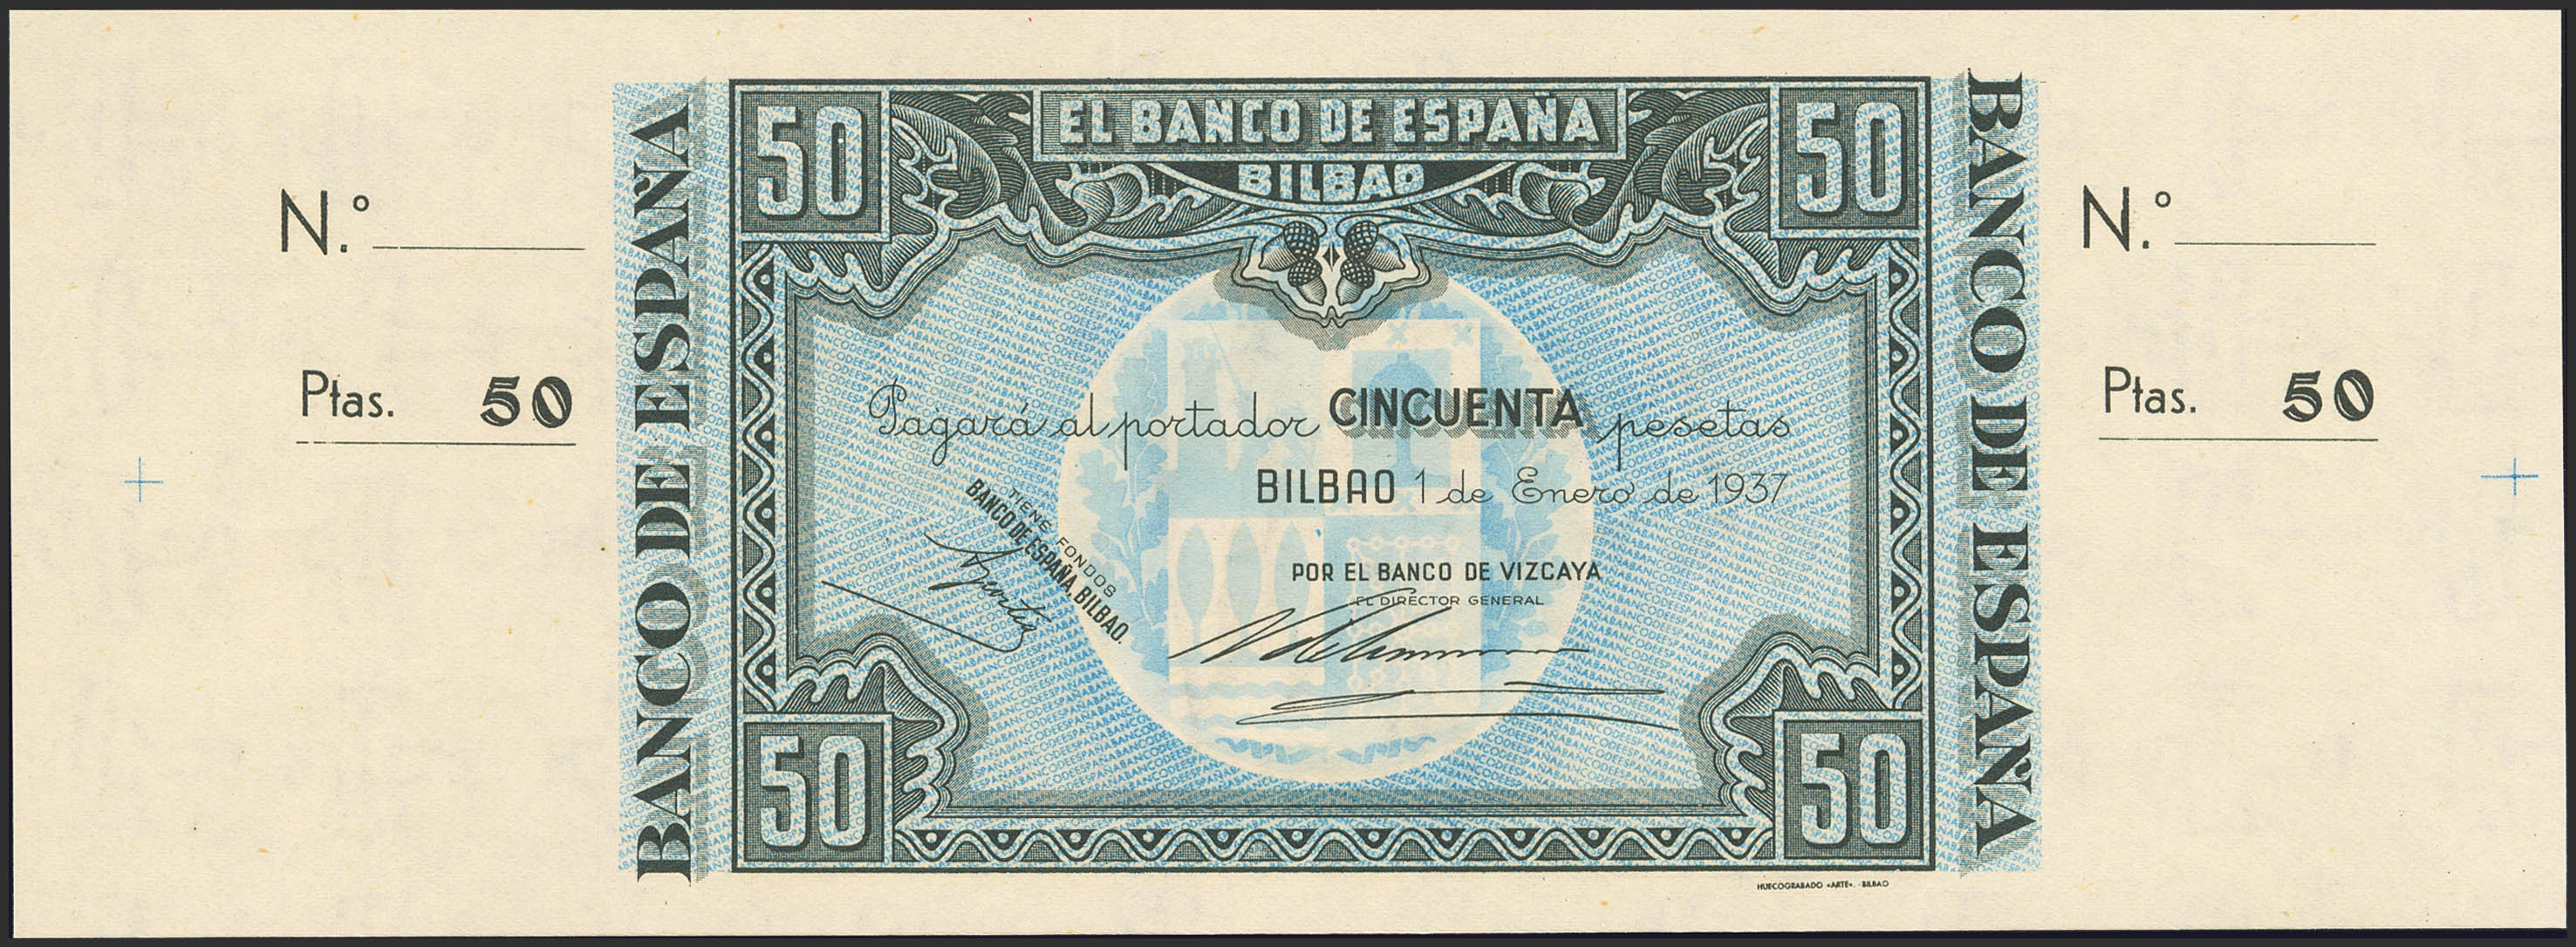 N.º
Ptas. 50
BANCO DE ESPAÑA
50
EL BANCO DE ESPAÑA
50
BILBAO
Pagará al portador CINCUENTA pesetas
BILBAO 1 de Enero de 1937
TIENE FONDOS
BANCO DE ESPAÑA, BILBAO.
POR EL BANCO DE VIZCAYA
EL DIRECTOR GENERAL
50
50
HUECOGRABADO «ARTE». - BILBAO
BANCO DE ESPAÑA
N.º
Ptas. 50